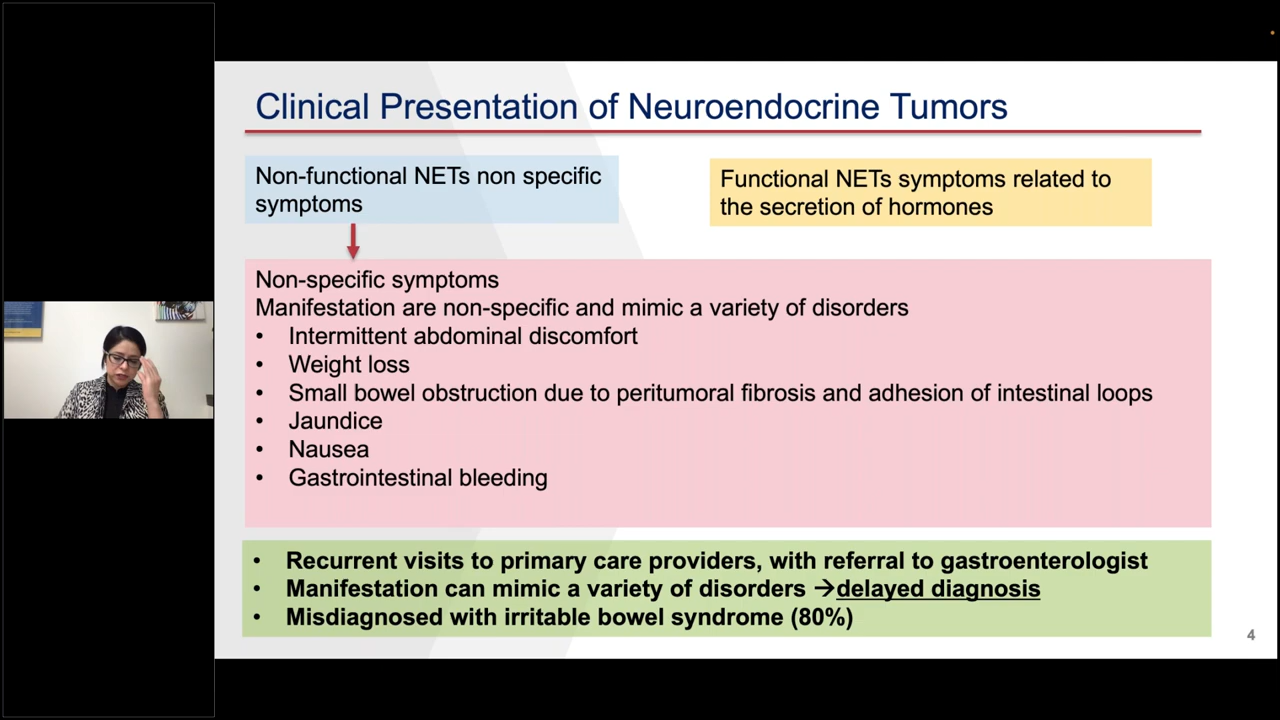 Clinical Presentation of Neuroendocrine Tumors
Non-functional NETs non specific
symptoms
Functional NETs symptoms related to
the secretion of hormones
Non-specific symptoms
Manifestation are non-specific and mimic a variety of disorders
• Intermittent abdominal discomfort
• Weight loss
• Small bowel obstruction due to peritumoral fibrosis and adhesion of intestinal loops
• Jaundice
• Nausea
• Gastrointestinal bleeding
• Recurrent visits to primary care providers, with referral to gastroenterologist
• Manifestation can mimic a variety of disorders →delayed diagnosis
• Misdiagnosed with irritable bowel syndrome (80%)
4